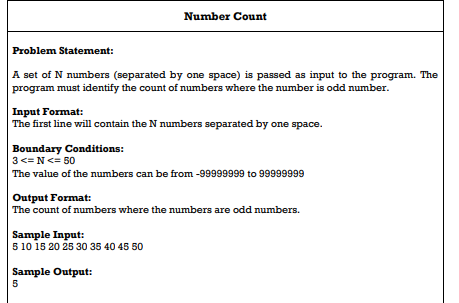 Number Count
Problem Statement:
A set of N numbers (separated by one space) is passed as input to the program. The
program must identify the count of numbers where the number is odd number.
Input Format:
The first line will contain the N numbers separated by one space.
Boundary Conditions:
3 <= N <= 50
The value of the numbers can be from -99999999 to 99999999
Output Format:
The count of numbers where the numbers are odd numbers.
Sample Input:
5 10 15 20 25 30 35 40 45 50
Sample Output:
5